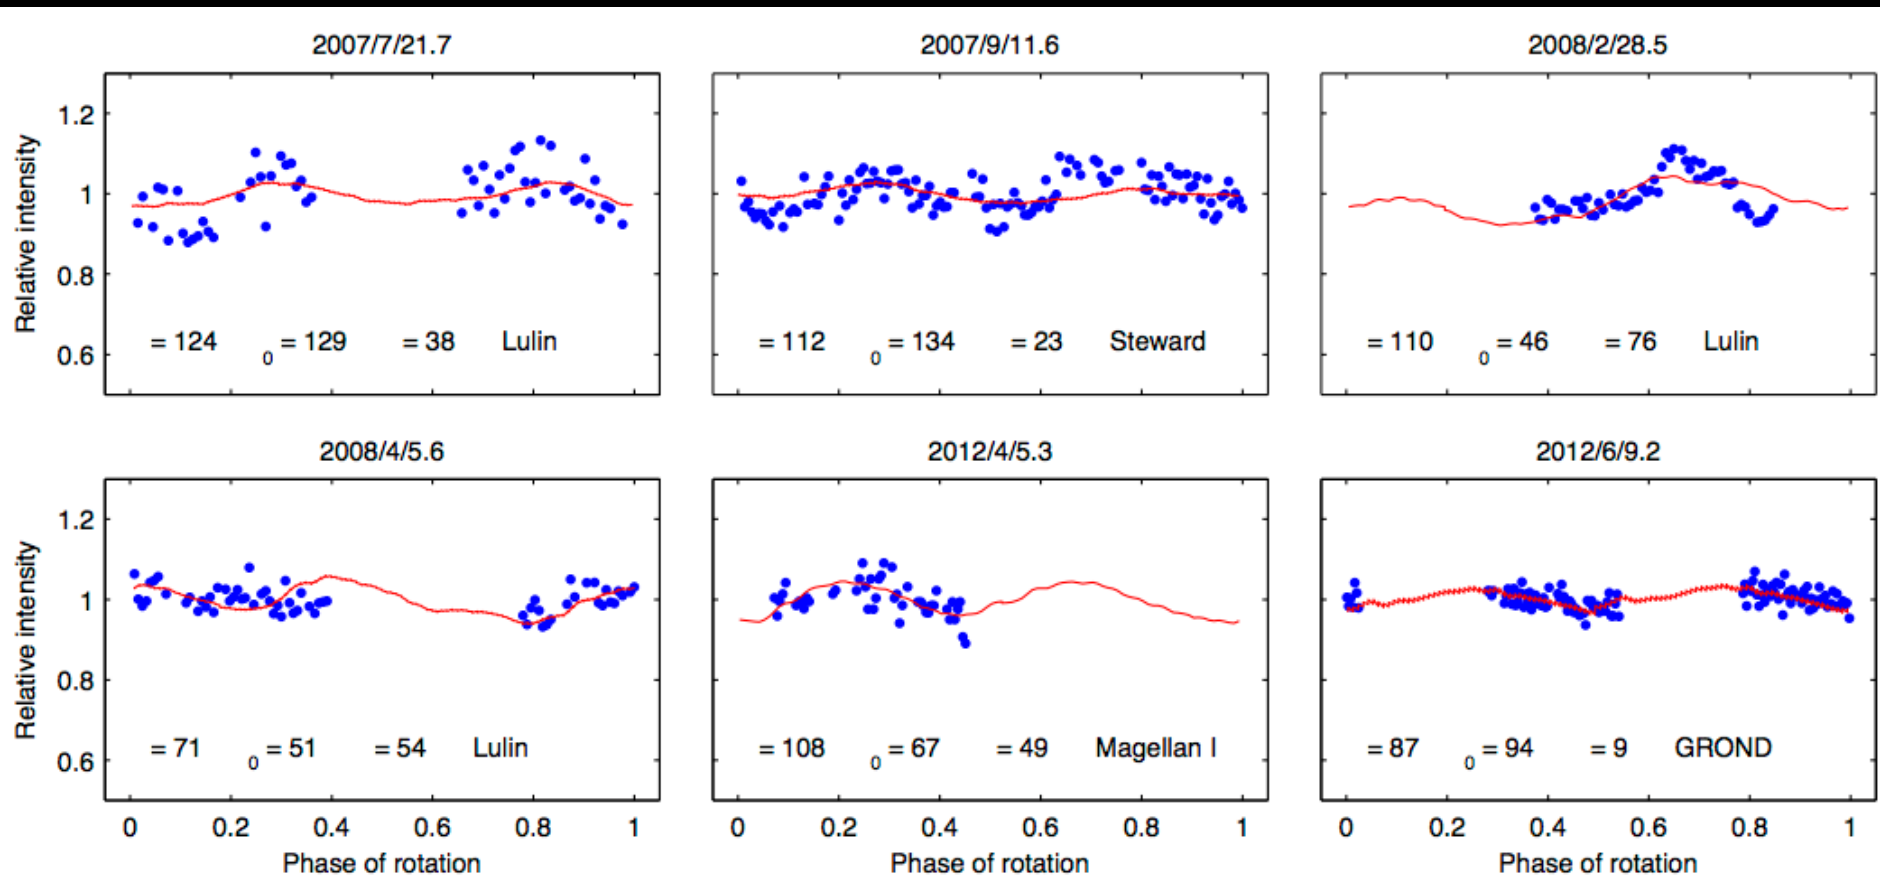 2007/7/21.7
2007/9/11.6
2008/2/28.5
Relative intensity
1.2
1
0.8
0.6
= 124 0 = 129 = 38 Lulin
= 112 0 = 134 = 23 Steward
= 110 0 = 46 = 76 Lulin
2008/4/5.6
2012/4/5.3
2012/6/9.2
Relative intensity
1.2
1
0.8
0.6
= 71 0 = 51 = 54 Lulin
= 108 0 = 67 = 49 Magellan I
= 87 0 = 94 = 9 GROND
0 0.2 0.4 0.6 0.8 1
0 0.2 0.4 0.6 0.8 1
0 0.2 0.4 0.6 0.8 1
Phase of rotation
Phase of rotation
Phase of rotation